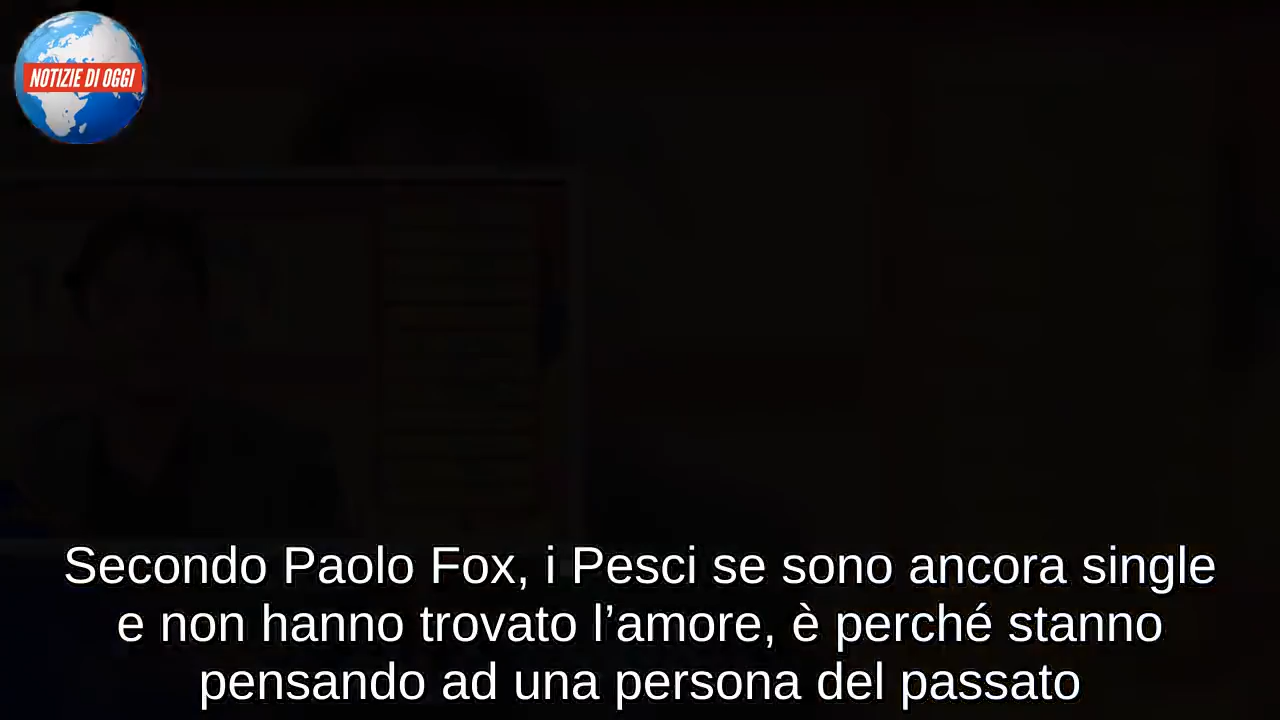 NOTIZIE DI OGGI
Secondo Paolo Fox, i Pesci se sono ancora single
e non hanno trovato l’amore, è perché stanno
pensando ad una persona del passato